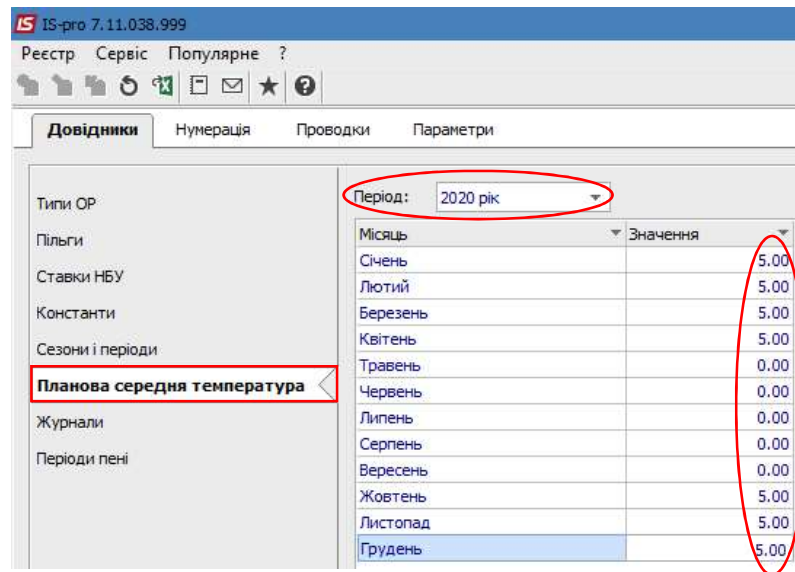 IS-pro 7.11.038.999
Реєстр Сервіс Популярне ?
Довідники Нумерація Проводки Параметри
Типи ОР
Пільги
Ставки НБУ
Константи
Сезони і періоди
Планова середня температура
Журнали
Періоди пені
Період: 2020 рік
Місяць Значення
Січень 5.00
Лютий 5.00
Березень 5.00
Квітень 5.00
Травень 0.00
Червень 0.00
Липень 0.00
Серпень 0.00
Вересень 0.00
Жовтень 5.00
Листопад 5.00
Грудень 5.00